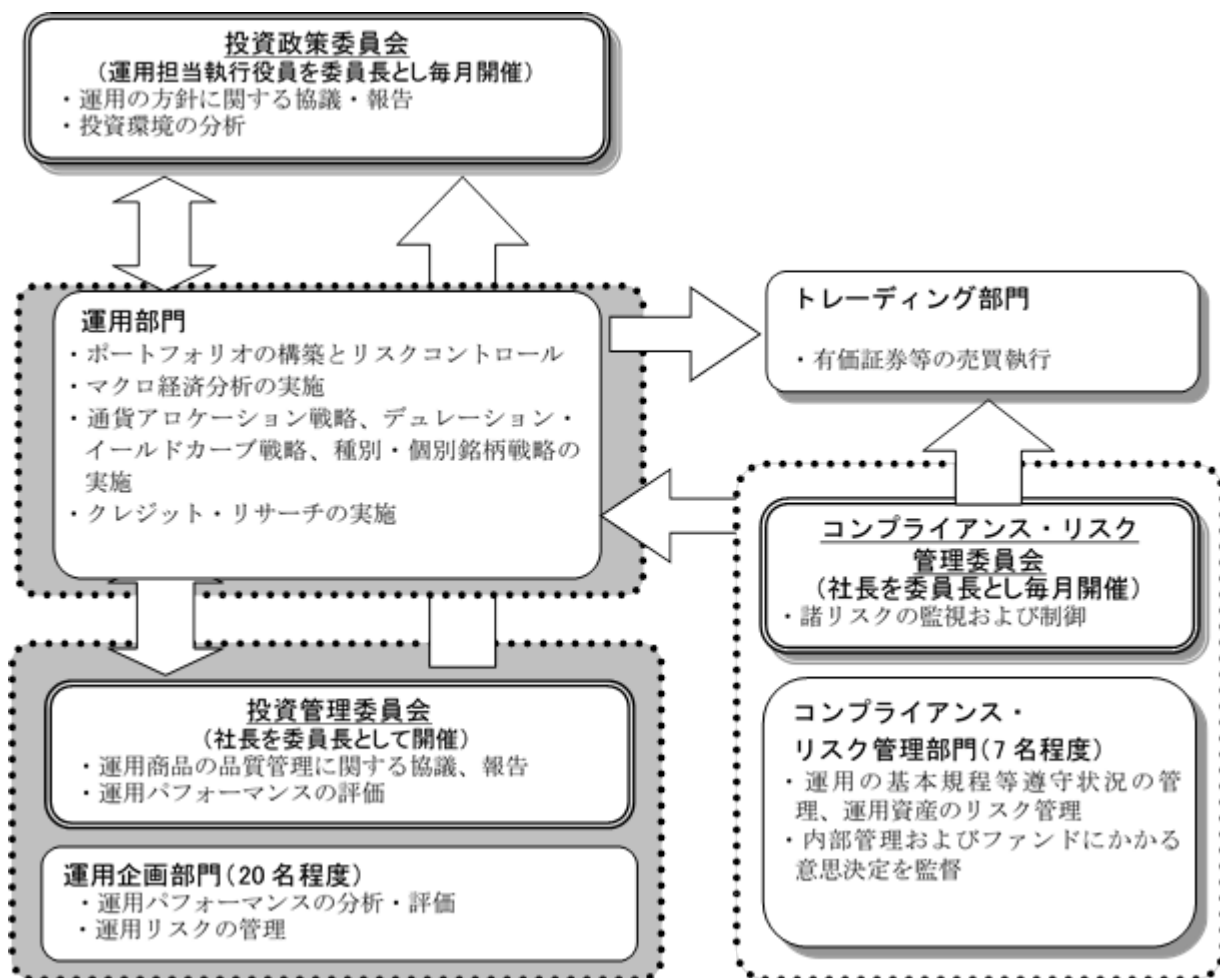 投資政策委員会
（運用担当執行役員を委員長とし毎月開催）
・運用の方針に関する協議・報告
・投資環境の分析
運用部門
・ポートフォリオの構築とリスクコントロール
・マクロ経済分析の実施
・通貨アロケーション戦略、デュレーション・
イールドカーブ戦略、種別・個別銘柄戦略の
実施
・クレジット・リサーチの実施
トレーディング部門
・有価証券等の売買執行
コンプライアンス・リスク
管理委員会
（社長を委員長とし毎月開催）
・諸リスクの監視および制御
コンプライアンス・
リスク管理部門（7名程度）
・運用の基本規程等遵守状況の管
理、運用資産のリスク管理
・内部管理およびファンドにかかる
意思決定を監督
投資管理委員会
（社長を委員長として開催）
・運用商品の品質管理に関する協議、報告
・運用パフォーマンスの評価
運用企画部門（20名程度）
・運用パフォーマンスの分析・評価
・運用リスクの管理